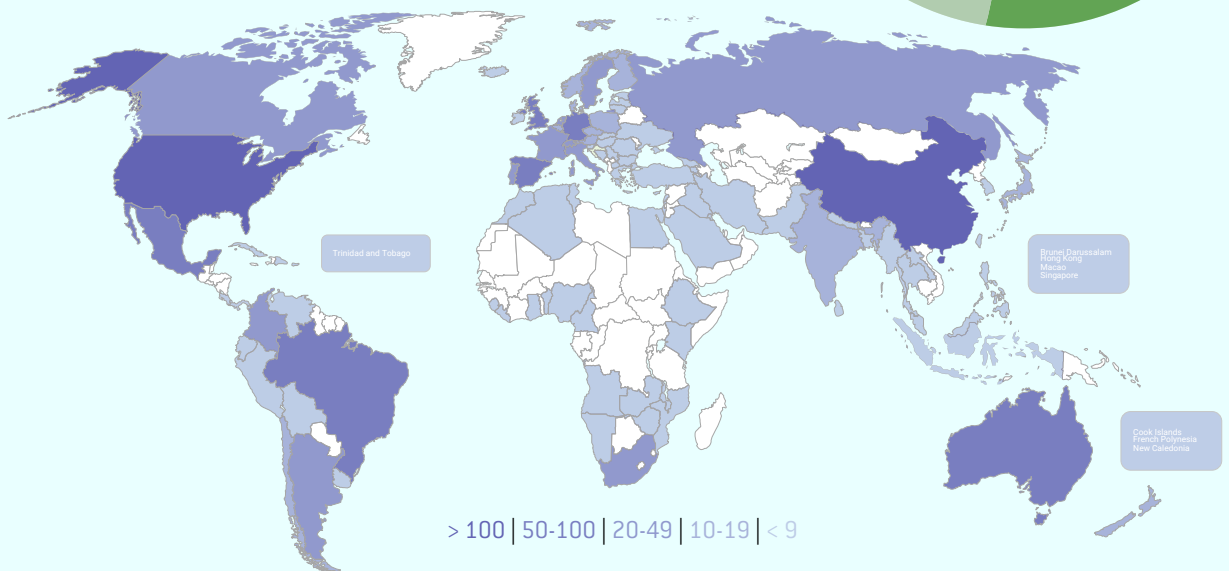 Trinidad and Tobago
Brunei Darussalam
Hong Kong
Macao
Singapore
Cook Islands
French Polynesia
New Caledonia
> 100 | 50-100 | 20-49 | 10-19 | < 9